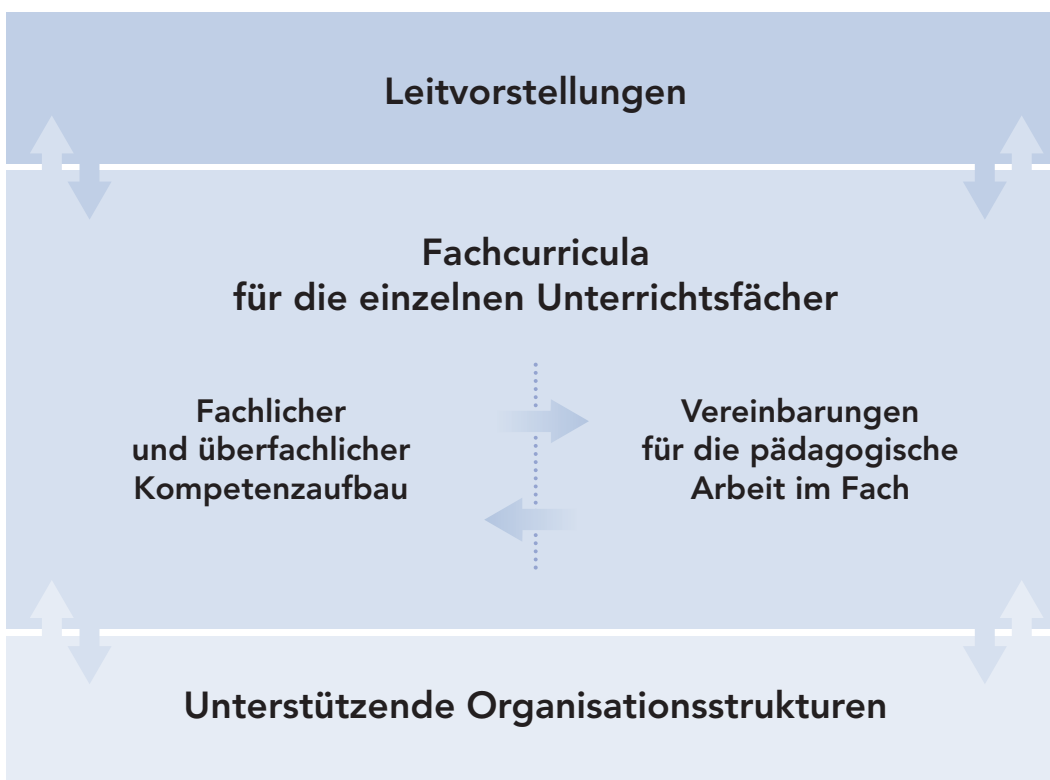 Leitvorstellungen
Fachcurricula
für die einzelnen Unterrichtsfächer
Fachlicher
und überfachlicher
Kompetenzaufbau
Vereinbarungen
für die pädagogische
Arbeit im Fach
Unterstützende Organisationsstrukturen